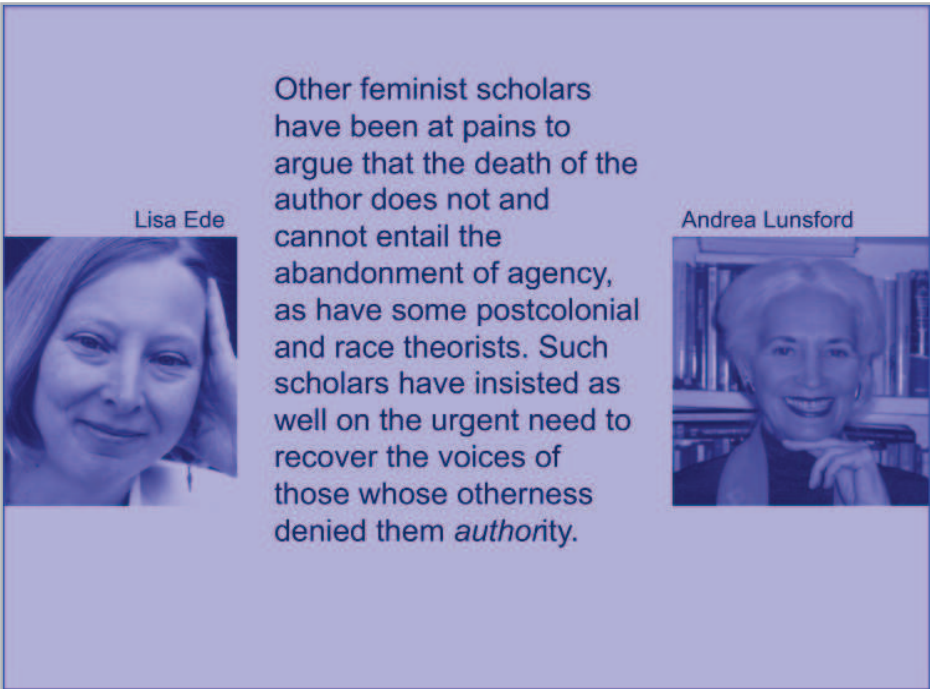 Other feminist scholars
have been at pains to
argue that the death of the
author does not and
cannot entail the
abandonment of agency,
as have some postcolonial
and race theorists. Such
scholars have insisted as
well on the urgent need to
recover the voices of
those whose otherness
denied them authority.
Lisa Ede
Andrea Lunsford